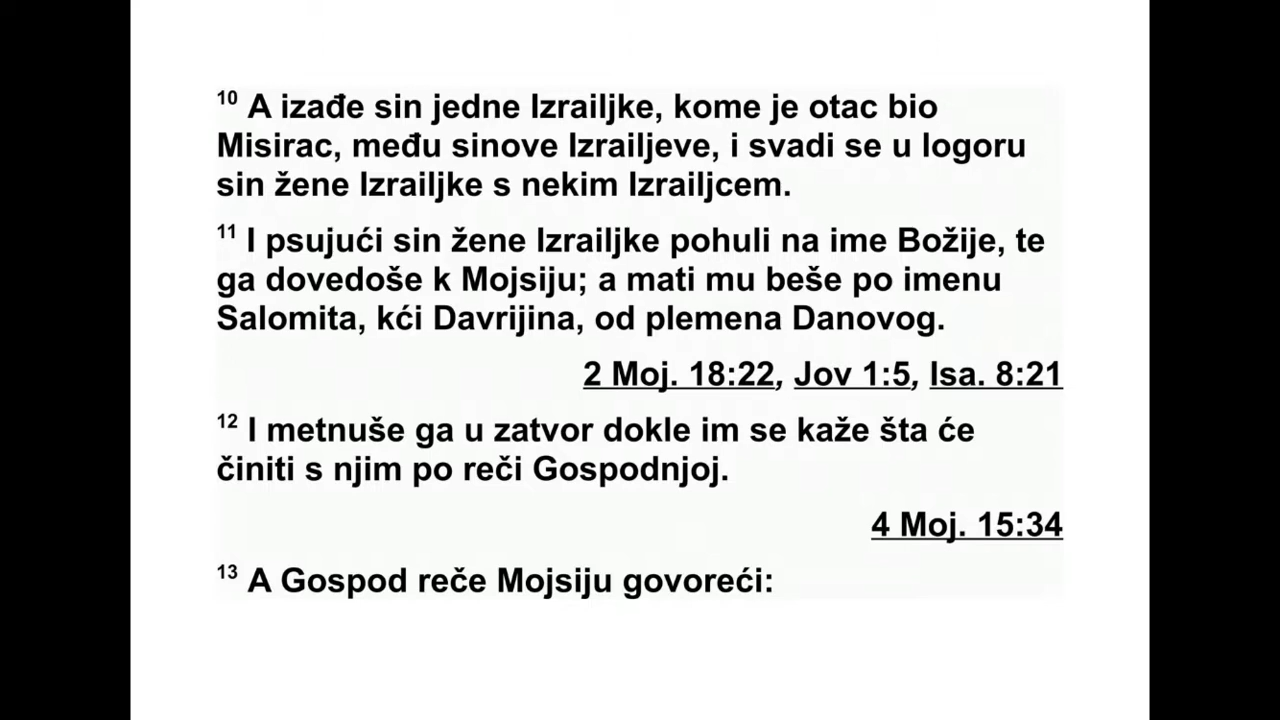 10 A izađe sin jedne Izrailjke, kome je otac bio
Misirac, među sinove Izrailjeve, i svadi se u logoru
sin žene Izrailjke s nekim Izrailjcem.
11 I psujući sin žene Izrailjke pohuli na ime Božije, te
ga dovedoše k Mojsiju; a mati mu beše po imenu
Salomita, kći Davrijina, od plemena Danovog.
2 Moj. 18:22, Jov 1:5, Isa. 8:21
12 I metnuše ga u zatvor dokle im se kaže šta će
činiti s njim po reči Gospodnjoj.
4 Moj. 15:34
13 A Gospod reče Mojsiju govoreći: